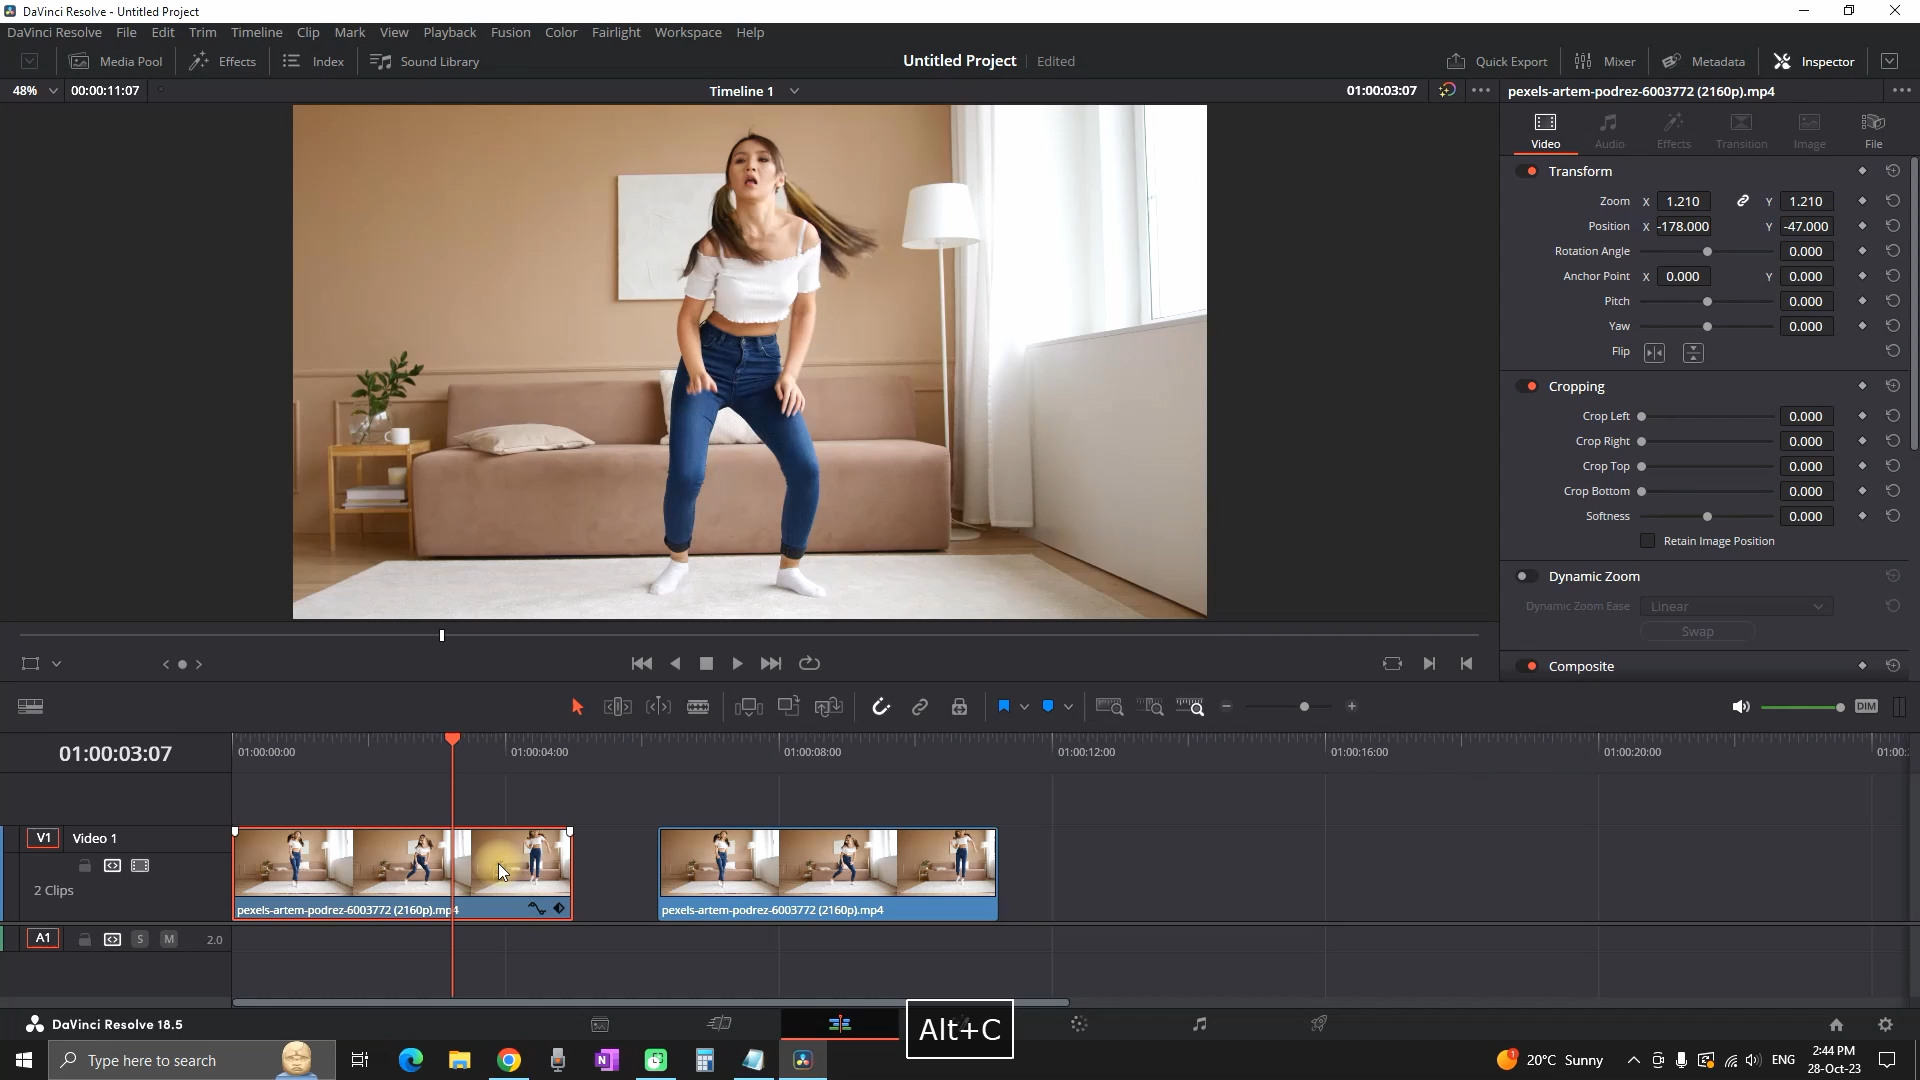 DaVinci Resolve - Untitled Project
DaVinci Resolve File Edit Trim Timeline Clip Mark View Playback Fusion Color Fairlight Workspace Help
Media Pool Effects Index Sound Library Untitled Project Edited Quick Export Mixer Metadata Inspector
48% 00:00:11:07 Timeline 1 01:00:03:07 pexels-artem-podrez-6003772 (2160p).mp4
Video Audio Effects Transition Image File
Transform
Zoom X 1.210 Y 1.210
Position X -178.000 Y -47.000
Rotation Angle 0.000
Anchor Point X 0.000 Y 0.000
Pitch 0.000
Yaw 0.000
Flip
Cropping
Crop Left 0.000
Crop Right 0.000
Crop Top 0.000
Crop Bottom 0.000
Softness 0.000
Retain Image Position
Dynamic Zoom
Dynamic Zoom Ease Linear
Swap
Composite
DIM
01:00:03:07
01:00:00:00 01:00:04:00 01:00:08:00 01:00:12:00 01:00:16:00 01:00:20:00 01:00:
V1 Video 1
2 Clips
pexels-artem-podrez-6003772 (2160p).mp4 pexels-artem-podrez-6003772 (2160p).mp4
A1 S M 2.0
DaVinci Resolve 18.5
Alt+C
Type here to search
1 20°C Sunny ENG 2:44 PM
28-Oct-23